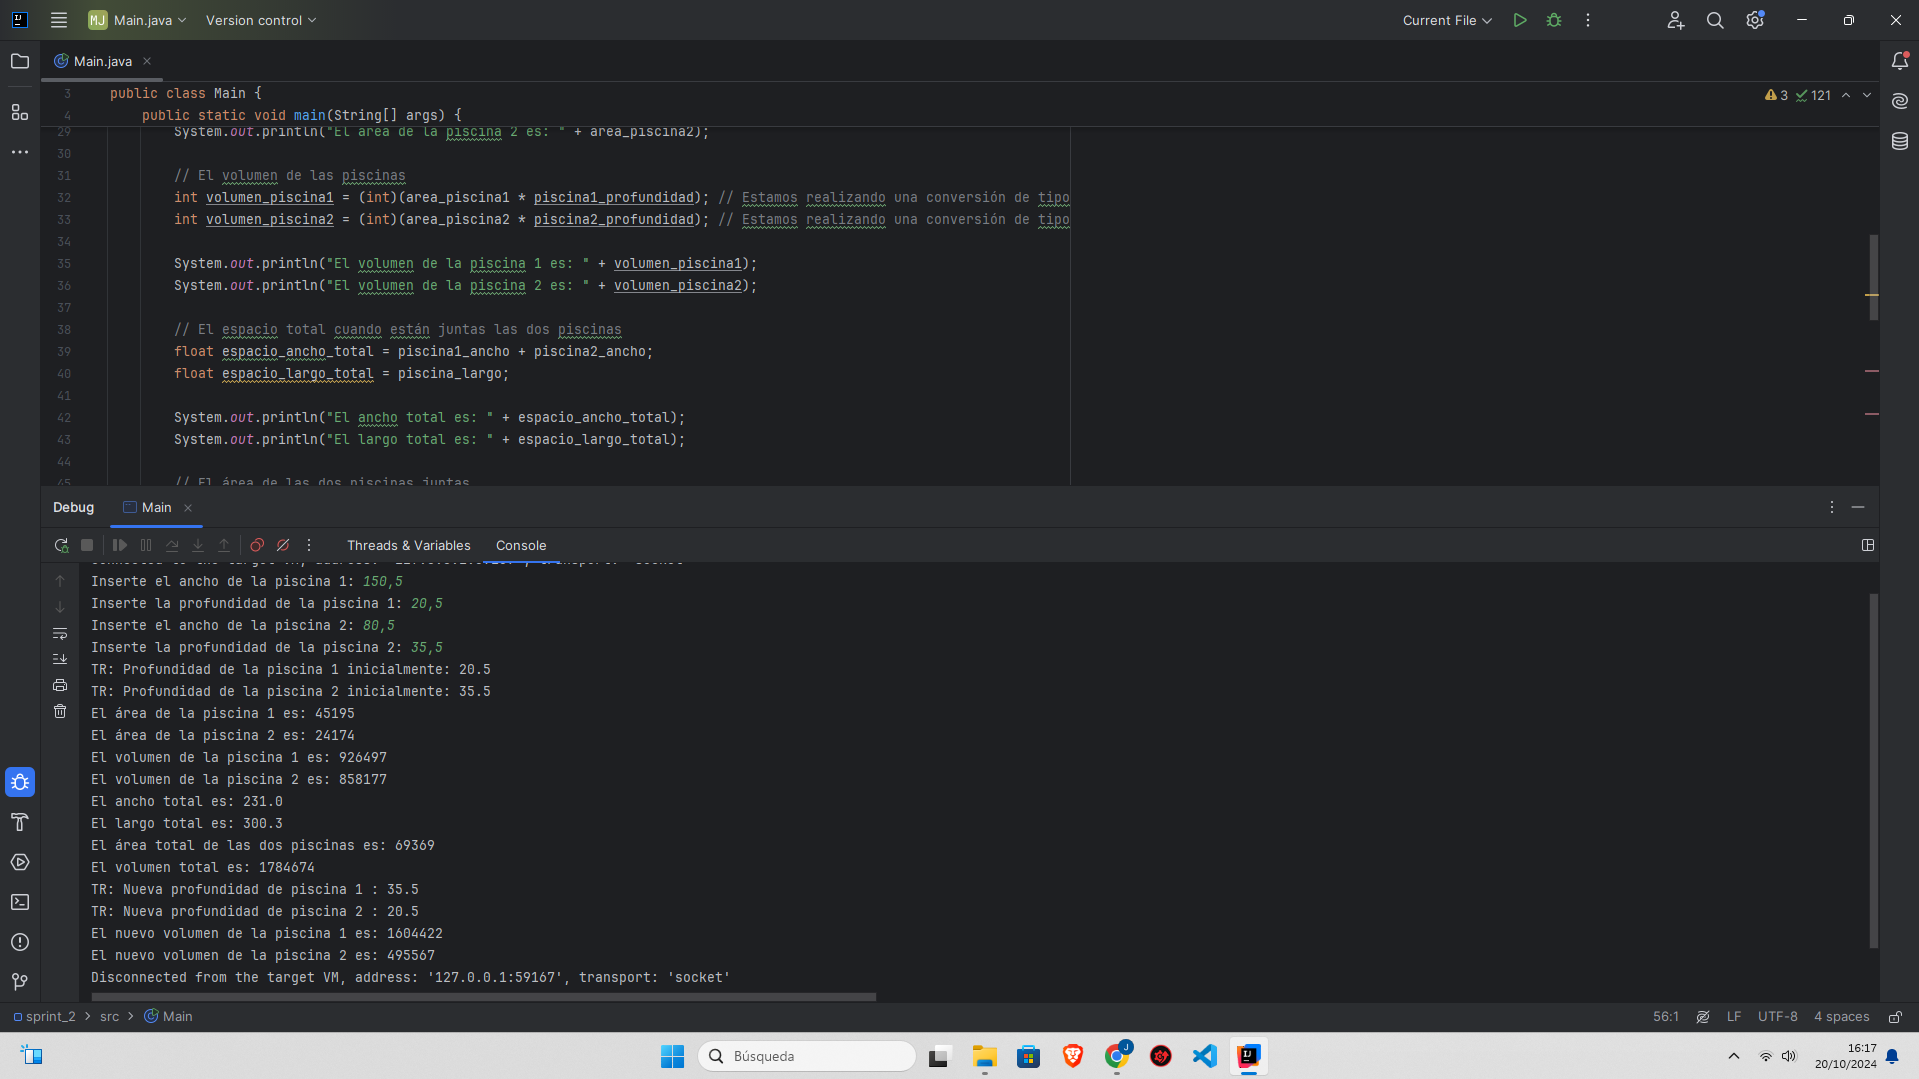 MJ Main.java Version control Current File
Main.java
3 public class Main { 3 121
4 public static void main(String[] args) {
29 System.out.println("El área de la piscina 2 es: " + area_piscina2);
30
31 // El volumen de las piscinas
32 int volumen_piscina1 = (int)(area_piscina1 * piscina1_profundidad); // Estamos realizando una conversión de tipo
33 int volumen_piscina2 = (int)(area_piscina2 * piscina2_profundidad); // Estamos realizando una conversión de tipo
34
35 System.out.println("El volumen de la piscina 1 es: " + volumen_piscina1);
36 System.out.println("El volumen de la piscina 2 es: " + volumen_piscina2);
37
38 // El espacio total cuando están juntas las dos piscinas
39 float espacio_ancho_total = piscina1_ancho + piscina2_ancho;
40 float espacio_largo_total = piscina_largo;
41
42 System.out.println("El ancho total es: " + espacio_ancho_total);
43 System.out.println("El largo total es: " + espacio_largo_total);
44
45 // El área de las dos piscinas juntas
Debug Main
Threads & Variables Console
Inserte el ancho de la piscina 1: 150,5
Inserte la profundidad de la piscina 1: 20,5
Inserte el ancho de la piscina 2: 80,5
Inserte la profundidad de la piscina 2: 35,5
TR: Profundidad de la piscina 1 inicialmente: 20.5
TR: Profundidad de la piscina 2 inicialmente: 35.5
El área de la piscina 1 es: 45195
El área de la piscina 2 es: 24174
El volumen de la piscina 1 es: 926497
El volumen de la piscina 2 es: 858177
El ancho total es: 231.0
El largo total es: 300.3
El área total de las dos piscinas es: 69369
El volumen total es: 1784674
TR: Nueva profundidad de piscina 1 : 35.5
TR: Nueva profundidad de piscina 2 : 20.5
El nuevo volumen de la piscina 1 es: 1604422
El nuevo volumen de la piscina 2 es: 495567
Disconnected from the target VM, address: '127.0.0.1:59167', transport: 'socket'
sprint_2 > src > Main 56:1 LF UTF-8 4 spaces
Búsqueda
16:17
20/10/2024